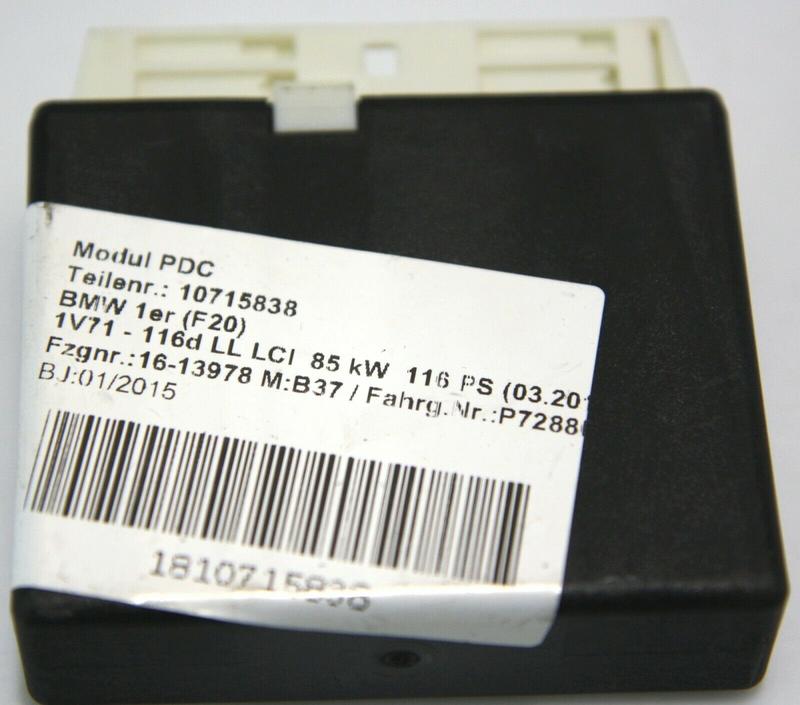 Modul PDC
Teilenr.: 10715838
BMW 1er (F20)
1V71 - 116d LL LCI 85 kW 116 PS (03.201
Fzgnr.:16-13978 M:B37 / Fahrg.Nr.:P7288
BJ:01/2015
1810715838